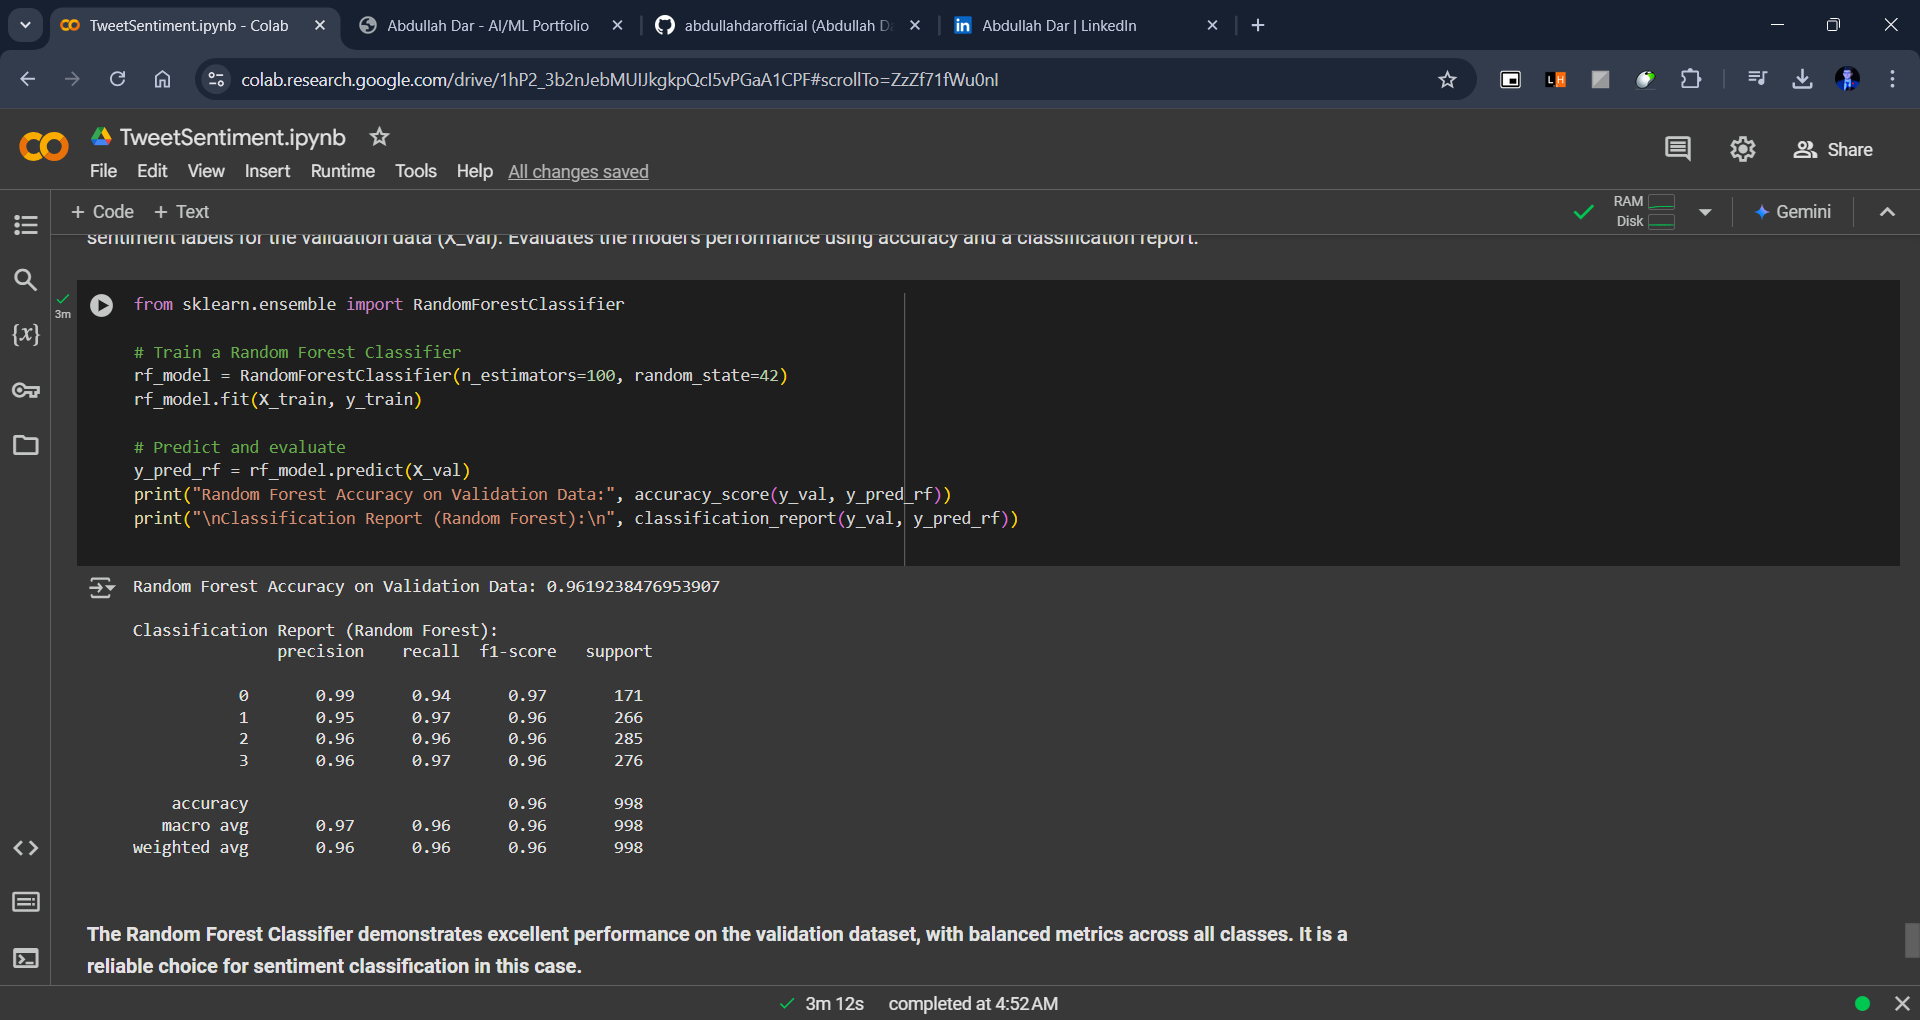 TweetSentiment.ipynb - Colab
Abdullah Dar - AI/ML Portfolio
abdullahdarofficial (Abdullah D
Abdullah Dar | LinkedIn
colab.research.google.com/drive/1hP2_3b2nJebMUIJkgkpQcI5vPGaA1CPF#scrollTo=ZzZf71fWu0nI
LH
TweetSentiment.ipynb
File Edit View Insert Runtime Tools Help All changes saved
Share
+ Code + Text
RAM
Disk
Gemini
sentiment labels for the validation data (X_val). Evaluates the model's performance using accuracy and a classification report.
3m
from sklearn.ensemble import RandomForestClassifier
# Train a Random Forest Classifier
rf_model = RandomForestClassifier(n_estimators=100, random_state=42)
rf_model.fit(X_train, y_train)
# Predict and evaluate
y_pred_rf = rf_model.predict(X_val)
print("Random Forest Accuracy on Validation Data:", accuracy_score(y_val, y_pred_rf))
print("\nClassification Report (Random Forest):\n", classification_report(y_val, y_pred_rf))
Random Forest Accuracy on Validation Data: 0.9619238476953907
Classification Report (Random Forest):
precision recall f1-score support
0 0.99 0.94 0.97 171
1 0.95 0.97 0.96 266
2 0.96 0.96 0.96 285
3 0.96 0.97 0.96 276
accuracy 0.96 998
macro avg 0.97 0.96 0.96 998
weighted avg 0.96 0.96 0.96 998
The Random Forest Classifier demonstrates excellent performance on the validation dataset, with balanced metrics across all classes. It is a
reliable choice for sentiment classification in this case.
3m 12s completed at 4:52 AM